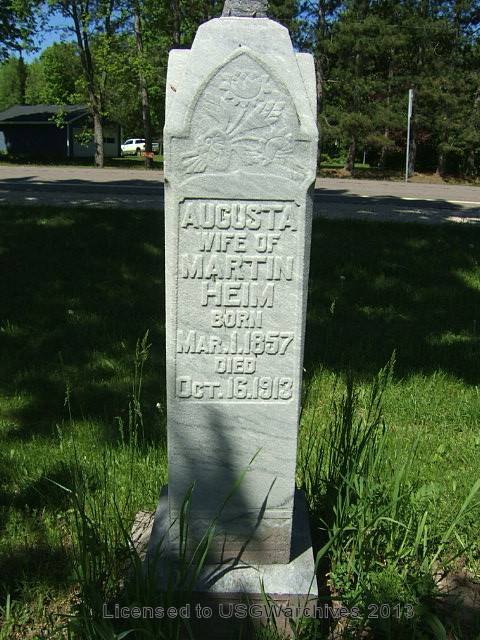 AUGUSTA
WIFE OF
MARTIN
HEIM
BORN
MAR. 1. 1857
DIED
OCT. 16. 1913
Licensed to USGWarchives 2013